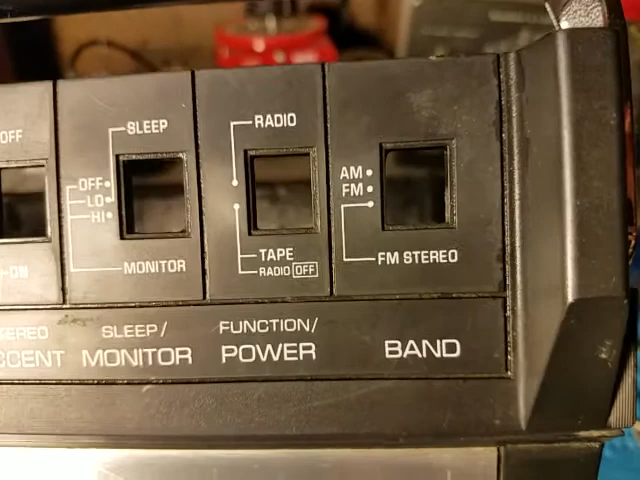 OFF
-ON
SLEEP
OFF
LO
HI
MONITOR
RADIO
TAPE
RADIO OFF
AM
FM
FM STEREO
SLEEP/
MONITOR
FUNCTION/
POWER
BAND